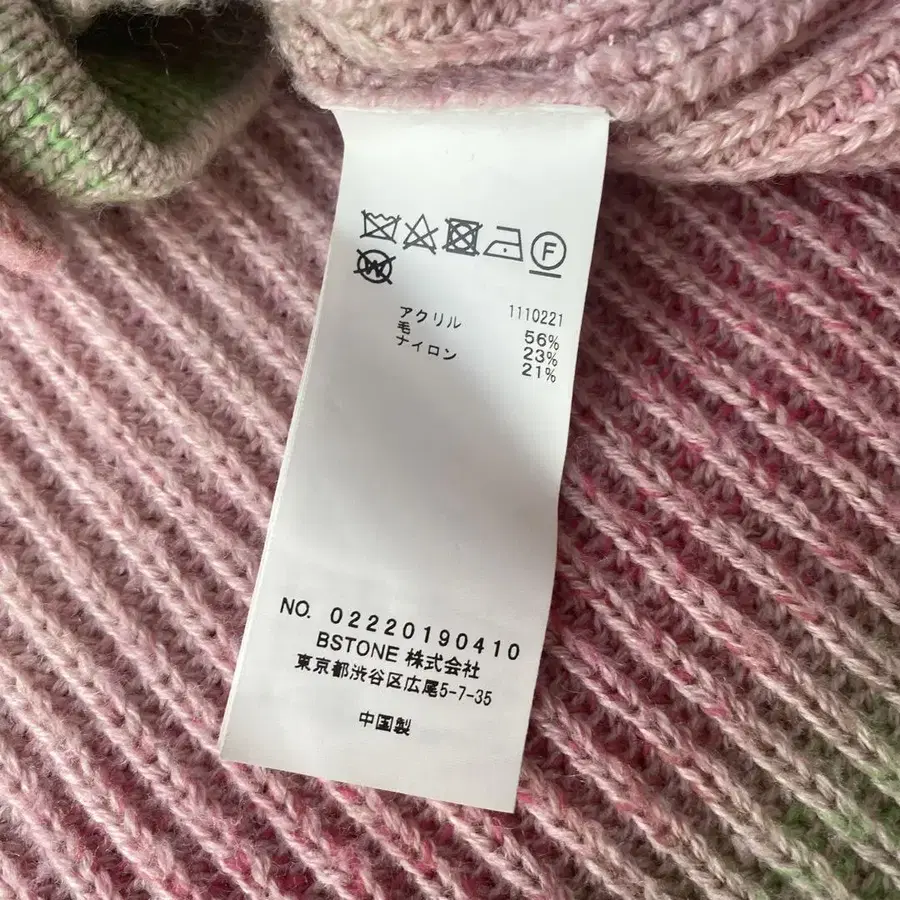 F
W
1110221
アクリル 56%
毛 23%
ナイロン 21%
NO. 02220190410
BSTONE 株式会社
東京都渋谷区広尾5-7-35
中国製